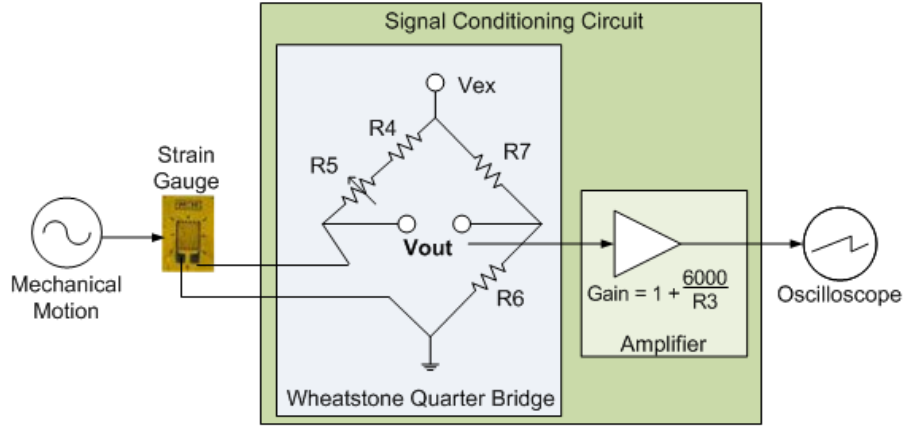 Signal Conditioning Circuit
Vex
R4
R7
R5
Strain
Gauge
Vout
R6
Mechanical
Motion
Gain = 1 + 6000
R3
Oscilloscope
Amplifier
Wheatstone Quarter Bridge